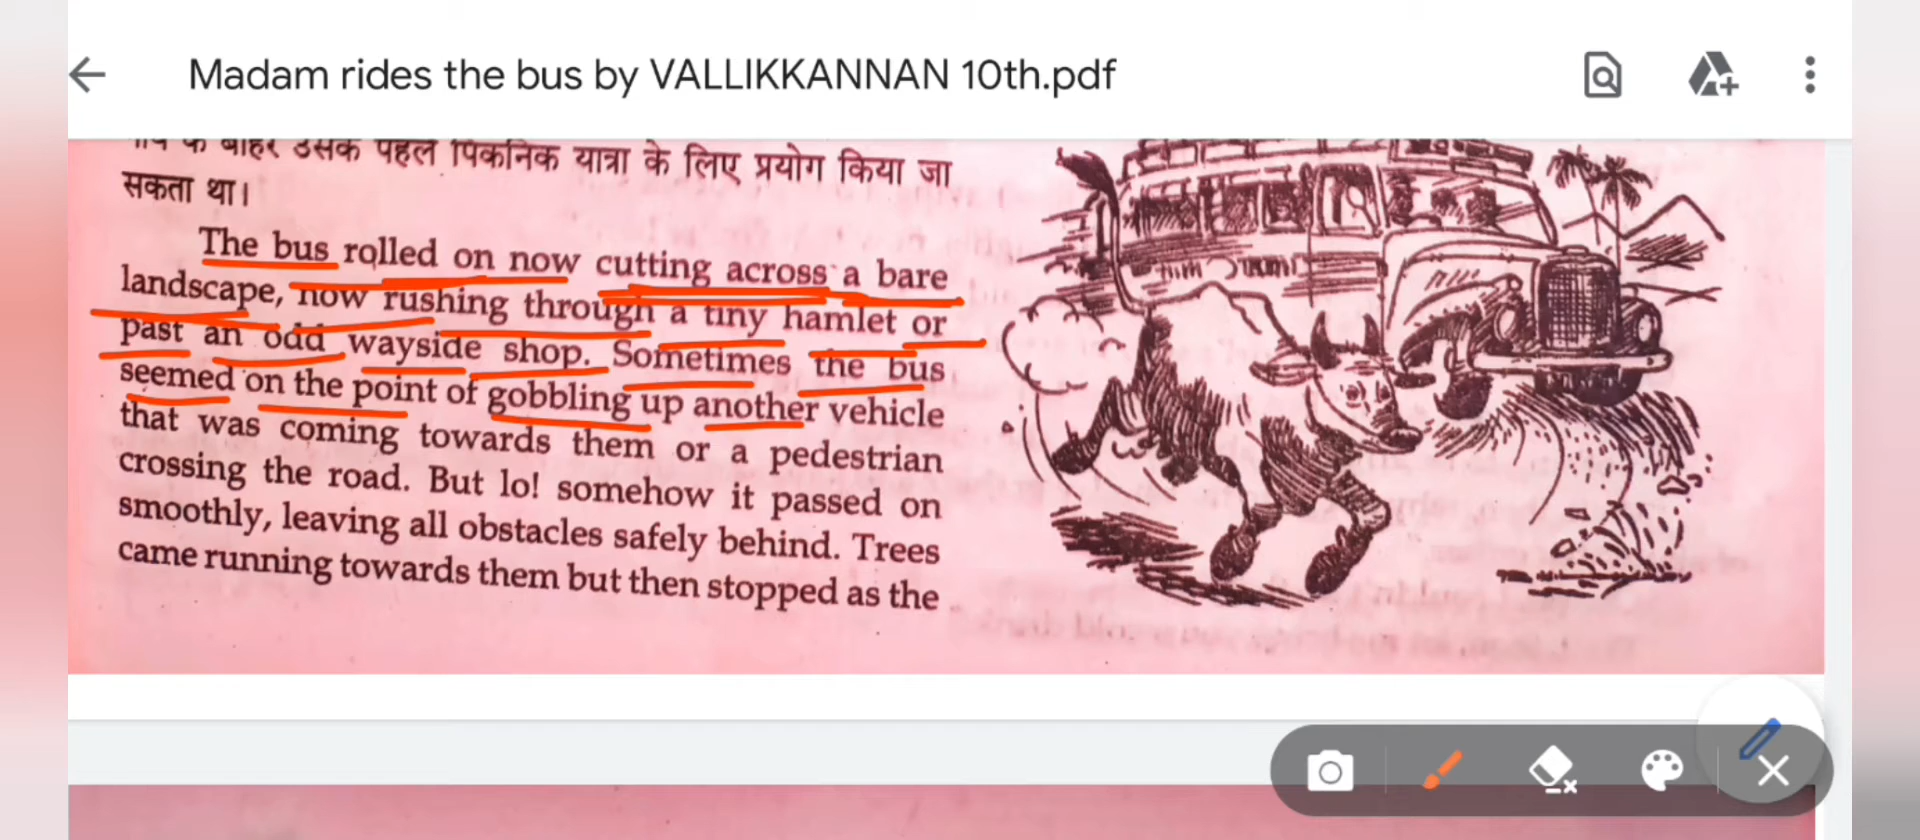 Madam rides the bus by VALLIKKANNAN 10th.pdf
के बाहर उसके पहले पिकनिक यात्रा के लिए प्रयोग किया जा
सकता था।
The bus rolled on now cutting across a bare
landscape, now rushing through a tiny hamlet or
past an odd wayside shop. Sometimes the bus
seemed on the point of gobbling up another vehicle
that was coming towards them or a pedestrian
crossing the road. But lo! somehow it passed on
smoothly, leaving all obstacles safely behind. Trees
came running towards them but then stopped as the